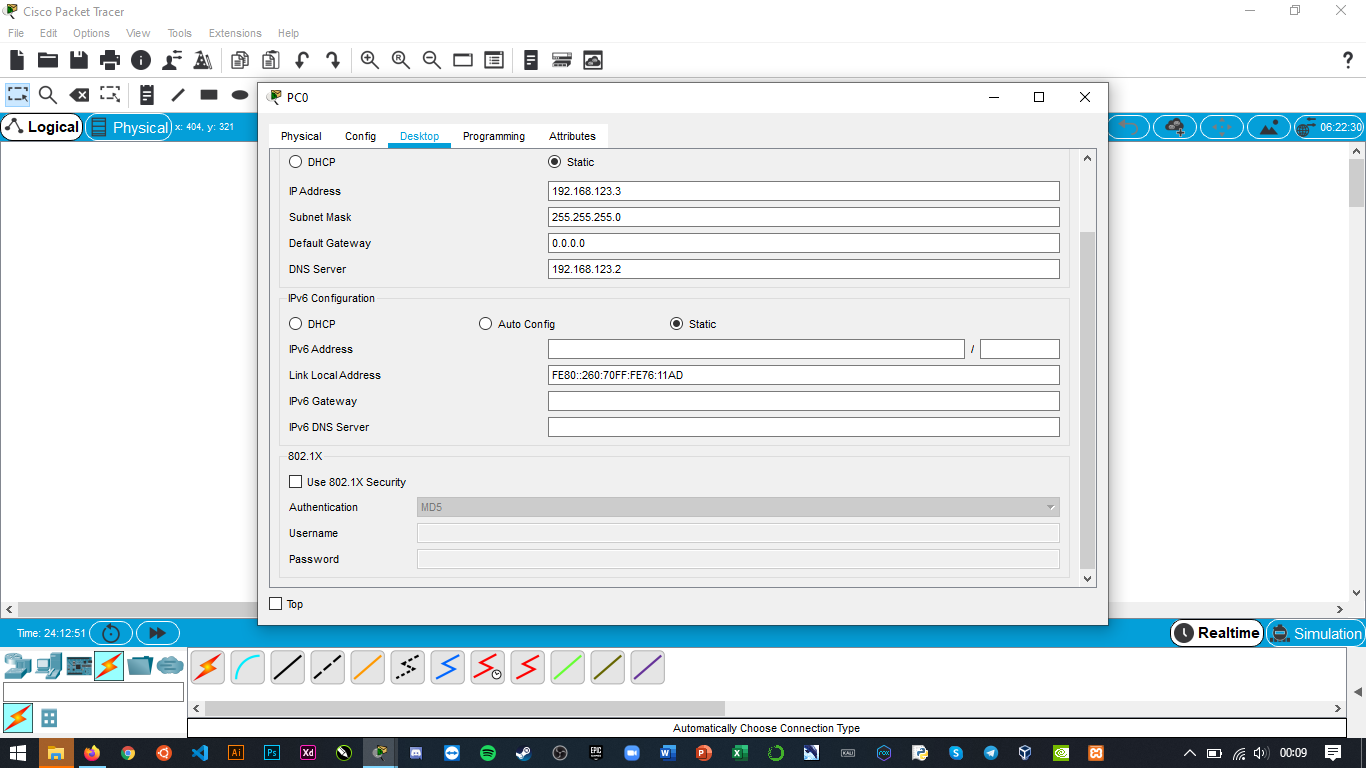 Cisco Packet Tracer
File Edit Options View Tools Extensions Help
PC0
Logical Physical x: 404, y: 321 06:22:30
Physical Config Desktop Programming Attributes
DHCP Static
IP Address 192.168.123.3
Subnet Mask 255.255.255.0
Default Gateway 0.0.0.0
DNS Server 192.168.123.2
IPv6 Configuration
DHCP Auto Config Static
IPv6 Address /
Link Local Address FE80::260:70FF:FE76:11AD
IPv6 Gateway
IPv6 DNS Server
802.1X
Use 802.1X Security
Authentication MD5
Username
Password
Top
Time: 24:12:51 Realtime Simulation
Automatically Choose Connection Type
00:09